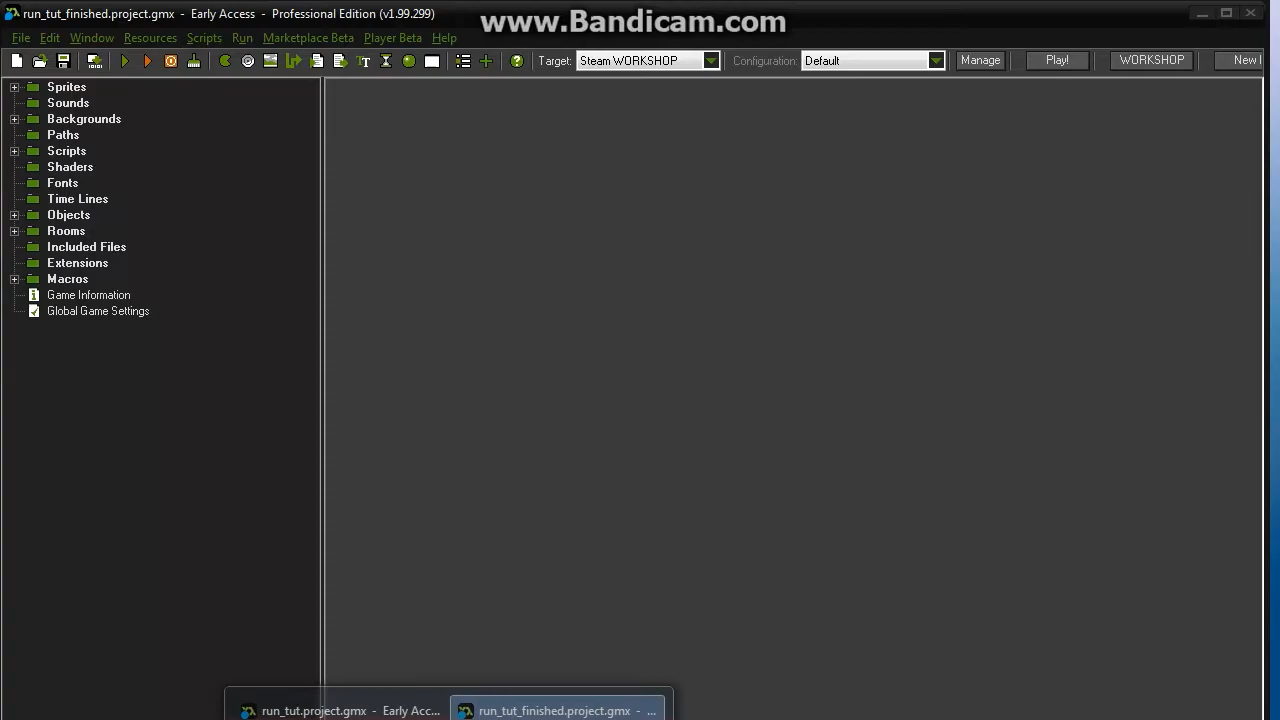 run_tut_finished.project.gmx - Early Access - Professional Edition (v1.99.299)
www.Bandicam.com
File Edit Window Resources Scripts Run Marketplace Beta Player Beta Help
Target: Steam WORKSHOP Configuration: Default Manage Play! WORKSHOP New
Sprites
Sounds
Backgrounds
Paths
Scripts
Shaders
Fonts
Time Lines
Objects
Rooms
Included Files
Extensions
Macros
Game Information
Global Game Settings
run_tut.project.gmx - Early Acc... run_tut_finished.project.gmx - ...